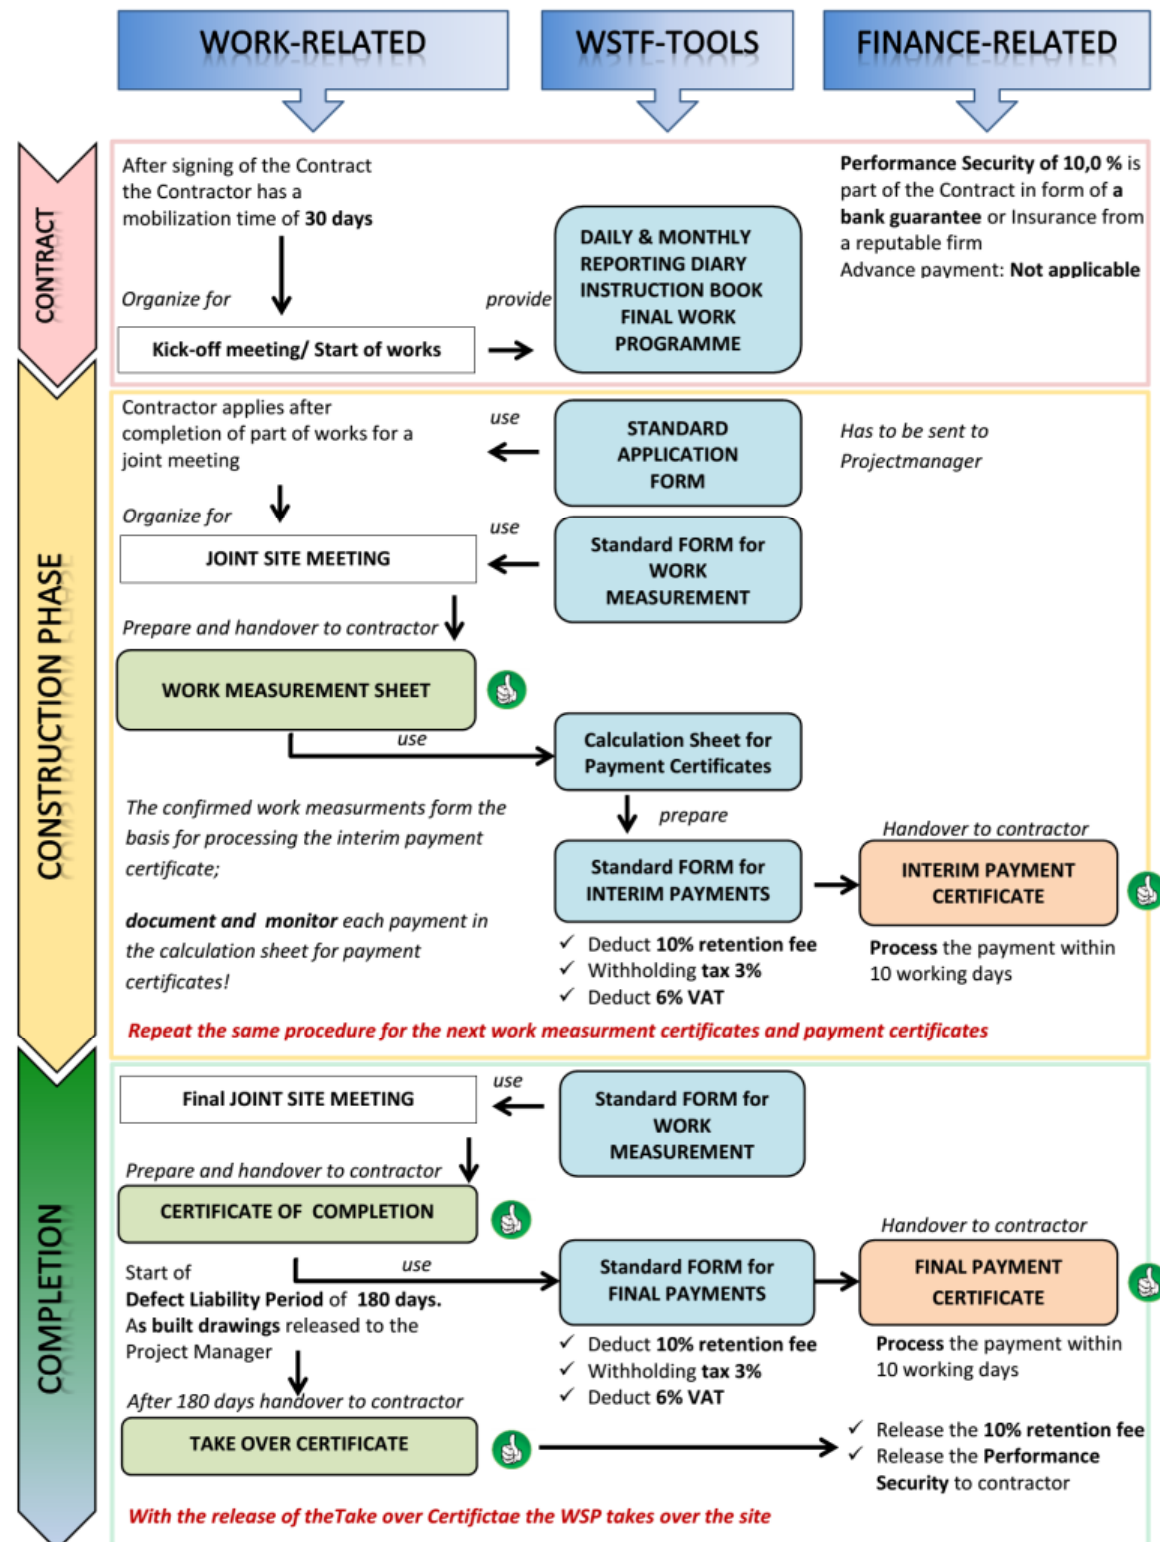 WORK-RELATED
WSTF-TOOLS
FINANCE-RELATED
CONTRACT
After signing of the Contract
the Contractor has a
mobilization time of 30 days
Organize for
Kick-off meeting/ Start of works
provide
DAILY & MONTHLY
REPORTING DIARY
INSTRUCTION BOOK
FINAL WORK
PROGRAMME
Performance Security of 10,0 % is
part of the Contract in form of a
bank guarantee or Insurance from
a reputable firm
Advance payment: Not applicable
CONSTRUCTION PHASE
Contractor applies after
completion of part of works for a
joint meeting
use
STANDARD
APPLICATION
FORM
Has to be sent to
Projectmanager
Organize for
JOINT SITE MEETING
use
Standard FORM for
WORK
MEASUREMENT
Prepare and handover to contractor
WORK MEASUREMENT SHEET
use
Calculation Sheet for
Payment Certificates
prepare
The confirmed work measurments form the
basis for processing the interim payment
certificate;
document and monitor each payment in
the calculation sheet for payment
certificates!
Standard FORM for
INTERIM PAYMENTS
✓ Deduct 10% retention fee
✓ Withholding tax 3%
✓ Deduct 6% VAT
Handover to contractor
INTERIM PAYMENT
CERTIFICATE
Process the payment within
10 working days
Repeat the same procedure for the next work measurment certificates and payment certificates
COMPLETION
Final JOINT SITE MEETING
use
Standard FORM for
WORK
MEASUREMENT
Prepare and handover to contractor
CERTIFICATE OF COMPLETION
use
Start of
Defect Liability Period of 180 days.
As built drawings released to the
Project Manager
Standard FORM for
FINAL PAYMENTS
✓ Deduct 10% retention fee
✓ Withholding tax 3%
✓ Deduct 6% VAT
Handover to contractor
FINAL PAYMENT
CERTIFICATE
Process the payment within
10 working days
After 180 days handover to contractor
TAKE OVER CERTIFICATE
✓ Release the 10% retention fee
✓ Release the Performance
Security to contractor
With the release of theTake over Certifictae the WSP takes over the site